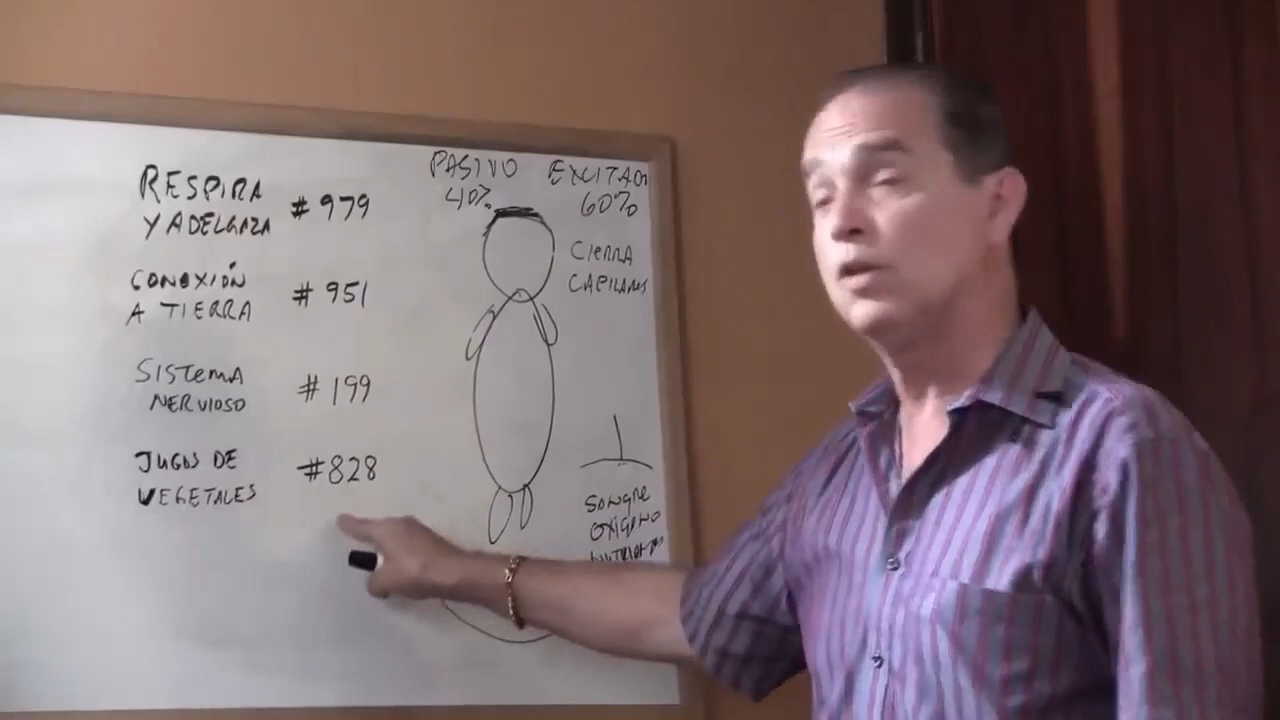 RESPIRA
Y ADELGAZA # 979
CONEXIÓN
A TIERRA # 951
SISTEMA
NERVIOSO # 199
JUGOS DE
VEGETALES #828
PASIVO
40%
EXCITADO
60%
CIERRA
CAPILARES
SANGRE
OXIGENO